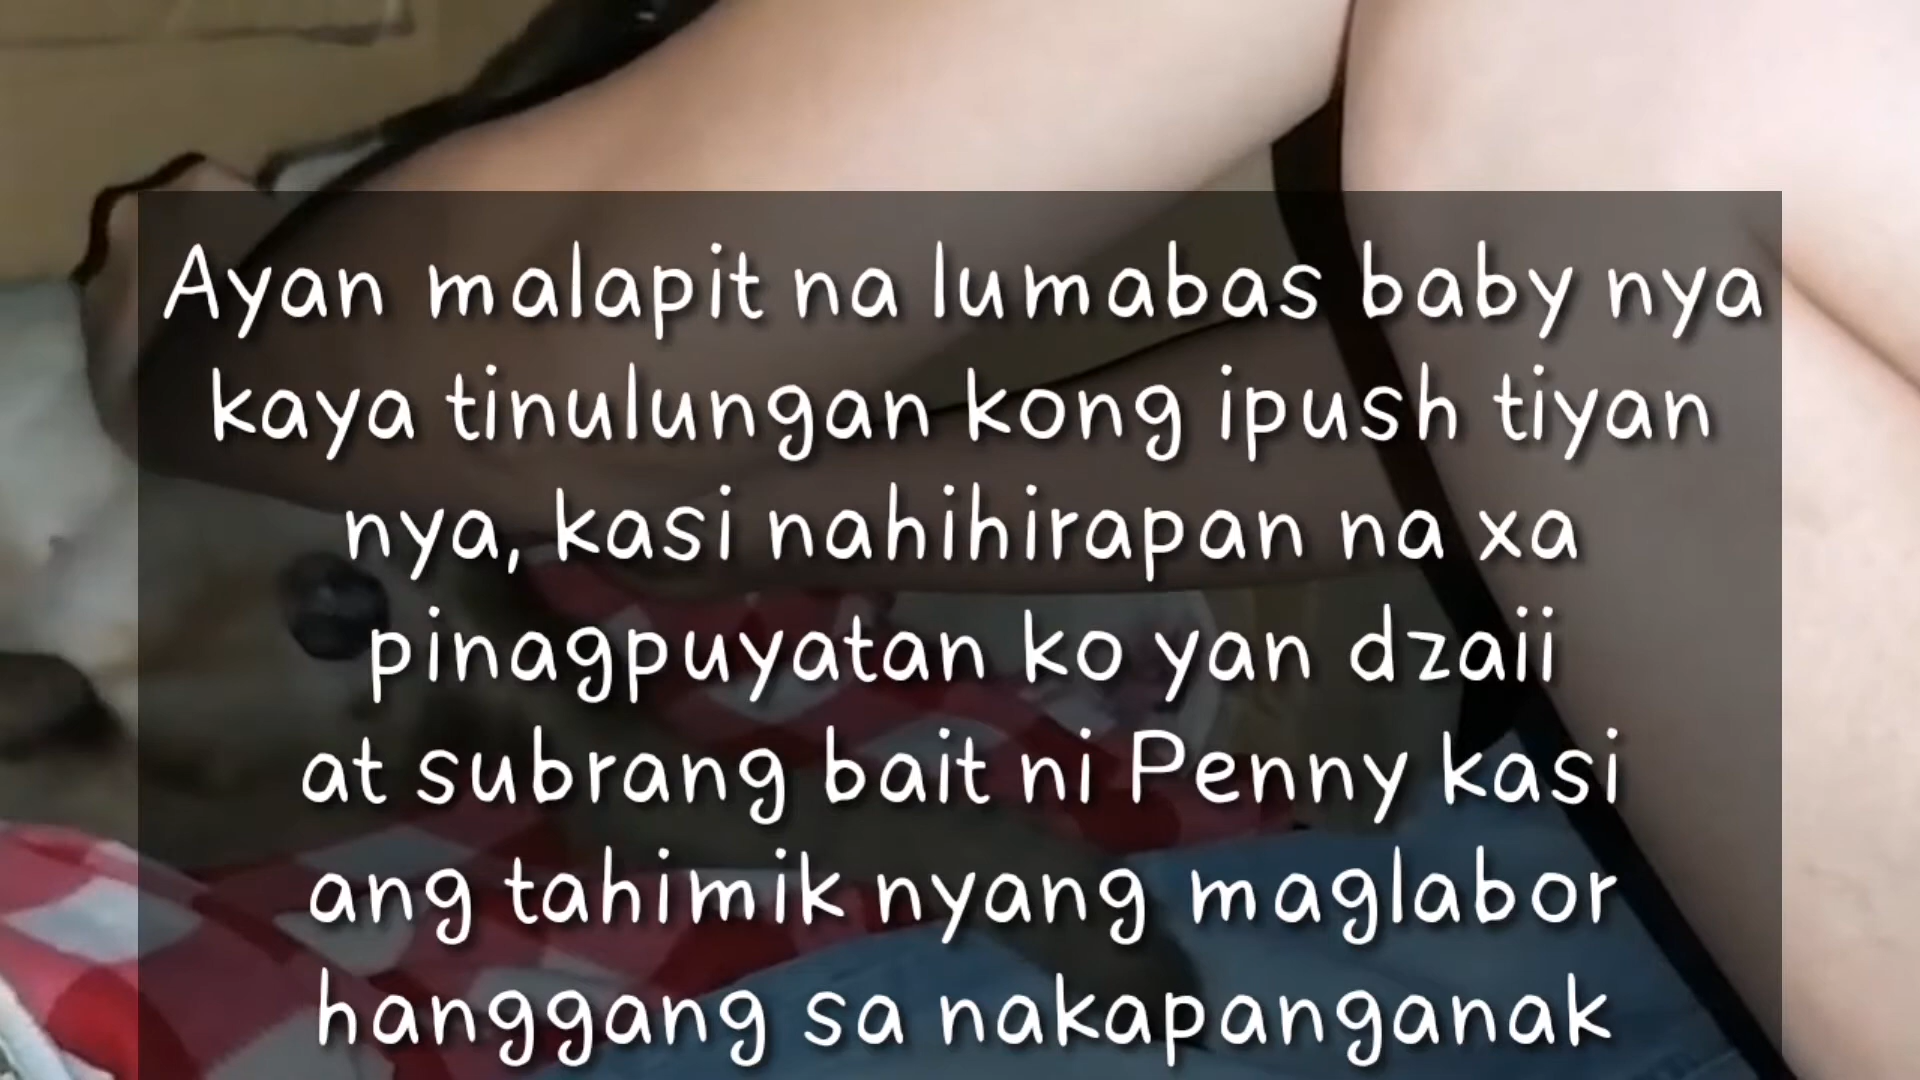 Ayan malapit na lumabas baby nya
kaya tinulungan kong ipush tiyan
nya, kasi nahihirapan na xa
pinagpuyatan ko yan dzaii
at subrang bait ni Penny kasi
ang tahimik nyang maglabor
hanggang sa nakapanganak